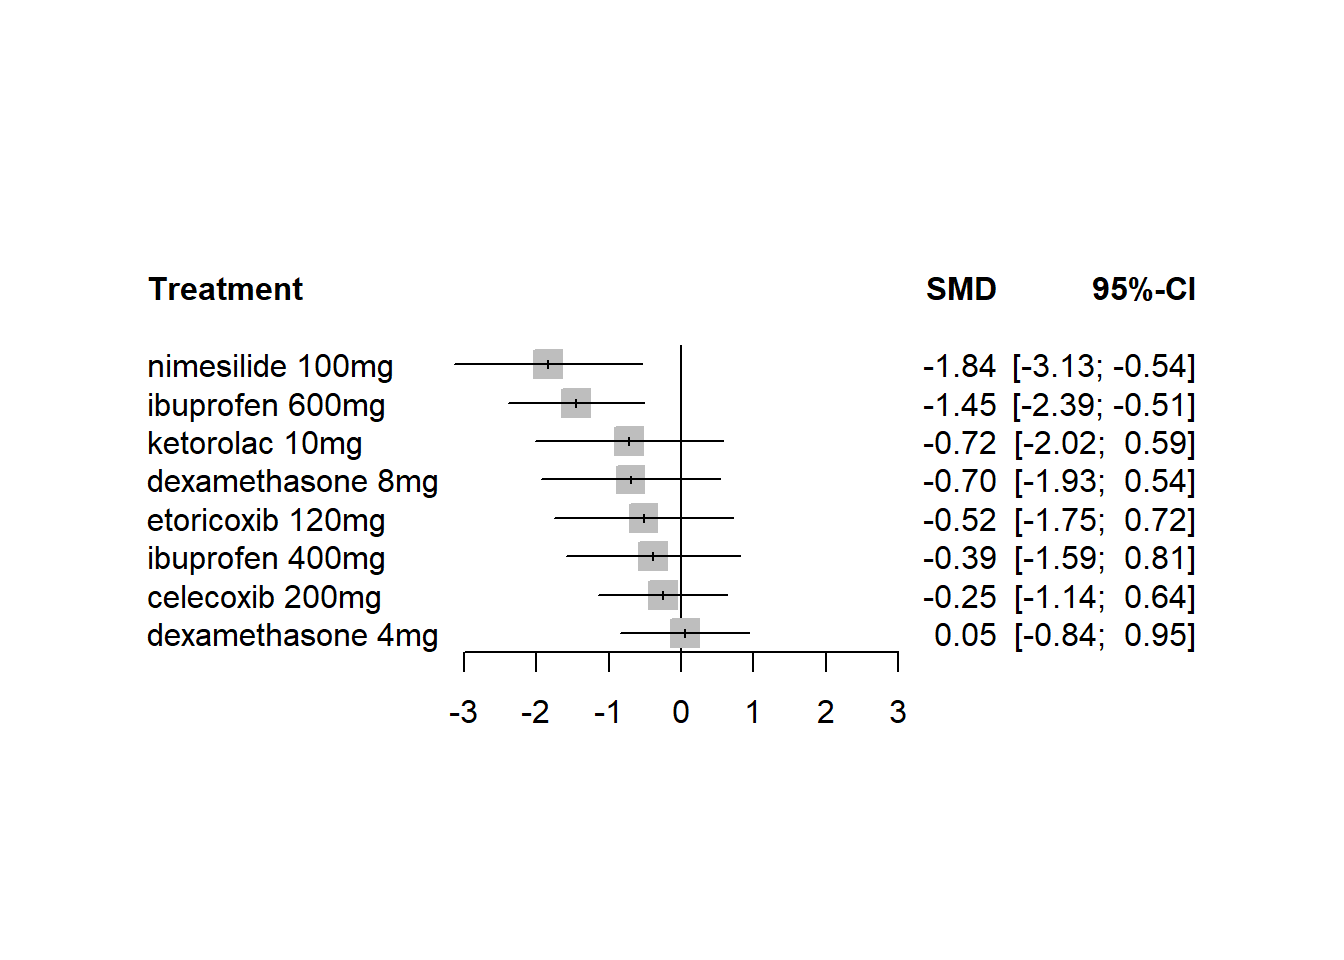 Treatment SMD 95%-CI
nimesilide 100mg -1.84 [-3.13; -0.54]
ibuprofen 600mg -1.45 [-2.39; -0.51]
ketorolac 10mg -0.72 [-2.02; 0.59]
dexamethasone 8mg -0.70 [-1.93; 0.54]
etoricoxib 120mg -0.52 [-1.75; 0.72]
ibuprofen 400mg -0.39 [-1.59; 0.81]
celecoxib 200mg -0.25 [-1.14; 0.64]
dexamethasone 4mg 0.05 [-0.84; 0.95]
-3 -2 -1 0 1 2 3